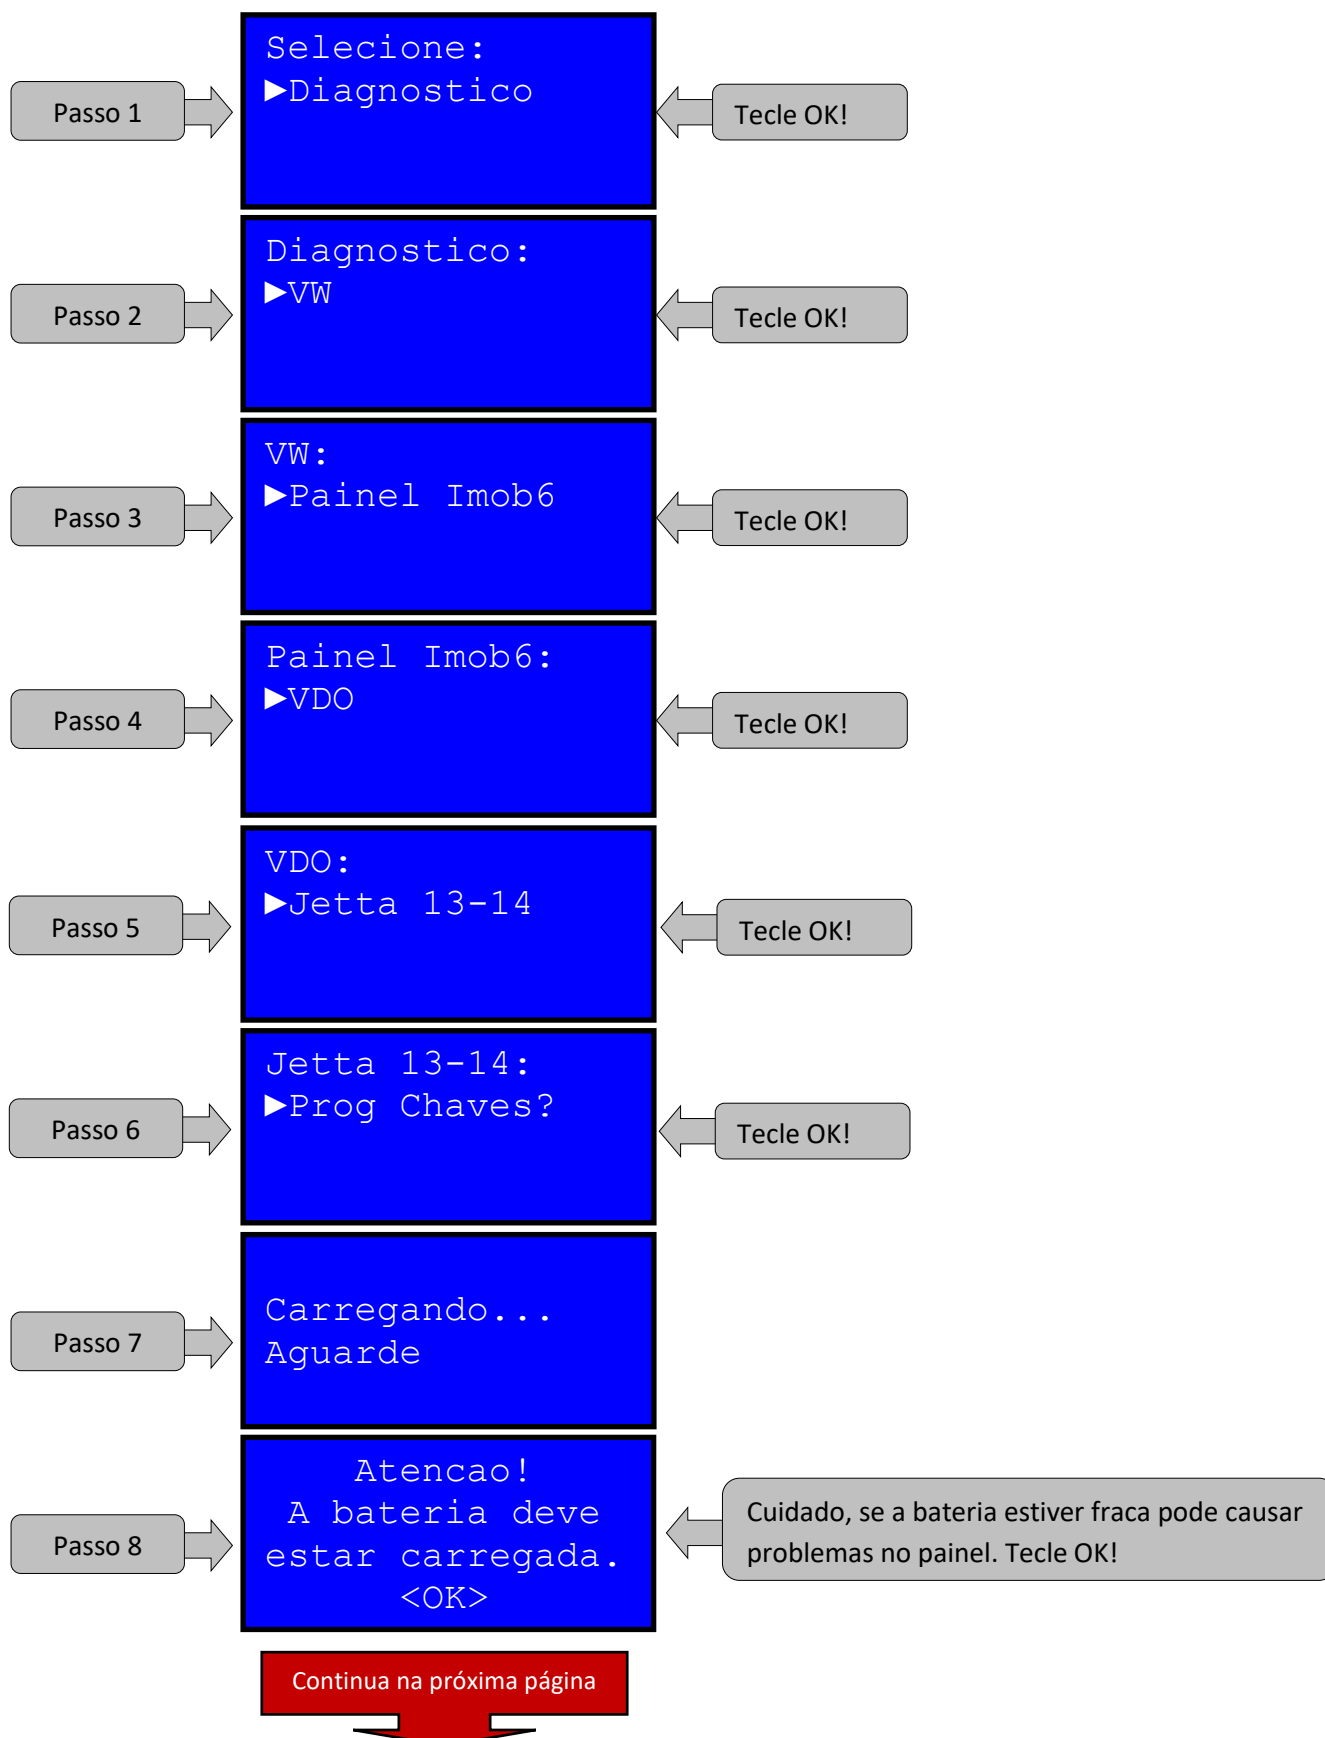 Passo 1
Selecione:
►Diagnostico
Tecle OK!
Passo 2
Diagnostico:
►VW
Tecle OK!
Passo 3
VW:
►Painel Imob6
Tecle OK!
Passo 4
Painel Imob6:
►VDO
Tecle OK!
Passo 5
VDO:
►Jetta 13-14
Tecle OK!
Passo 6
Jetta 13-14:
►Prog Chaves?
Tecle OK!
Passo 7
Carregando...
Aguarde
Passo 8
Atencao!
A bateria deve
estar carregada.
<OK>
Cuidado, se a bateria estiver fraca pode causar
problemas no painel. Tecle OK!
Continua na próxima página